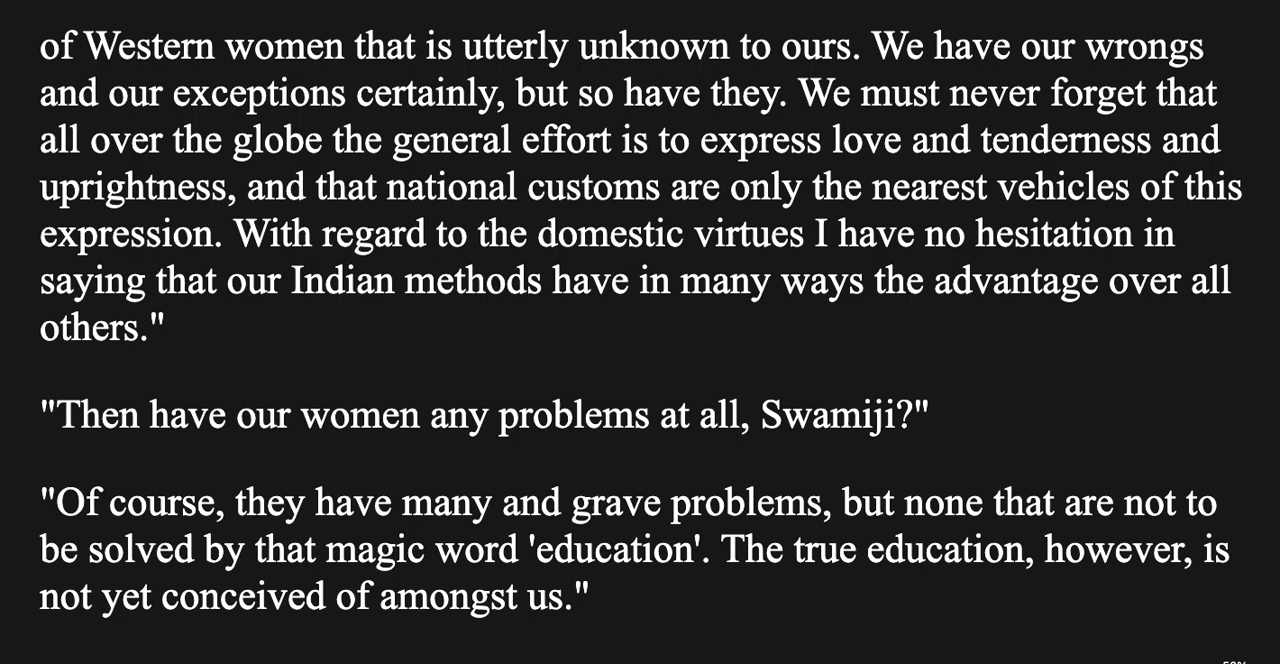 of Western women that is utterly unknown to ours. We have our wrongs
and our exceptions certainly, but so have they. We must never forget that
all over the globe the general effort is to express love and tenderness and
uprightness, and that national customs are only the nearest vehicles of this
expression. With regard to the domestic virtues I have no hesitation in
saying that our Indian methods have in many ways the advantage over all
others."
"Then have our women any problems at all, Swamiji?"
"Of course, they have many and grave problems, but none that are not to
be solved by that magic word 'education'. The true education, however, is
not yet conceived of amongst us."